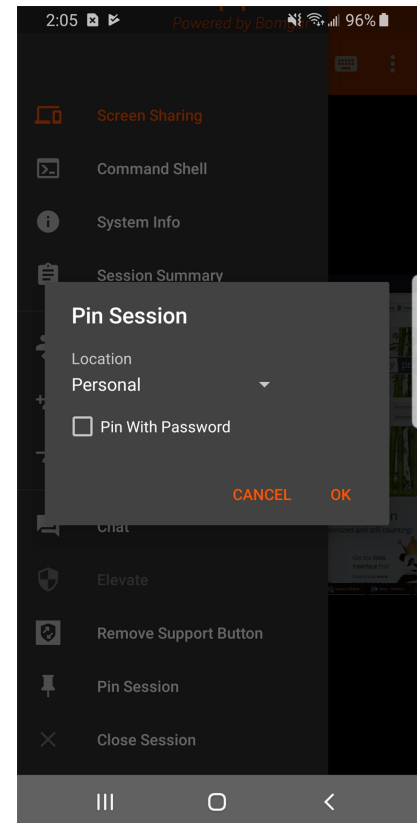 2:05
96%
Powered by Bomgar
Screen Sharing
Command Shell
System Info
Session Summary
Pin Session
Location
Personal
Pin With Password
CANCEL
OK
Chat
Elevate
Remove Support Button
Pin Session
Close Session